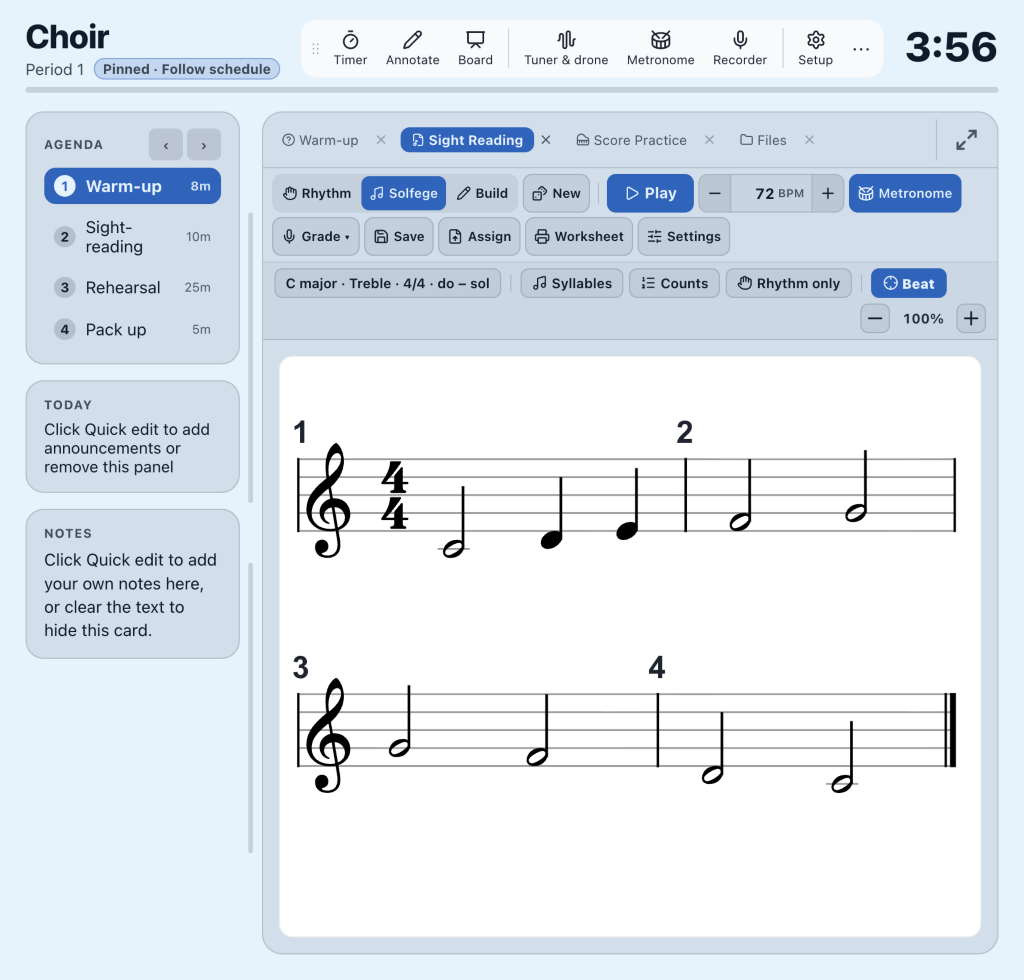 Choir
Period 1 Pinned · Follow schedule
Timer Annotate Board Tuner & drone Metronome Recorder Setup ...
3:56
AGENDA ‹ ›
1 Warm-up 8m
2 Sight-
reading 10m
3 Rehearsal 25m
4 Pack up 5m
TODAY
Click Quick edit to add
announcements or
remove this panel
NOTES
Click Quick edit to add
your own notes here,
or clear the text to
hide this card.
Warm-up × Sight Reading × Score Practice × Files ×
Rhythm Solfege Build New Play − 72 BPM + Metronome
Grade ▾ Save Assign Worksheet Settings
C major · Treble · 4/4 · do – sol Syllables Counts Rhythm only Beat
− 100% +
1 2
4
4
3 4